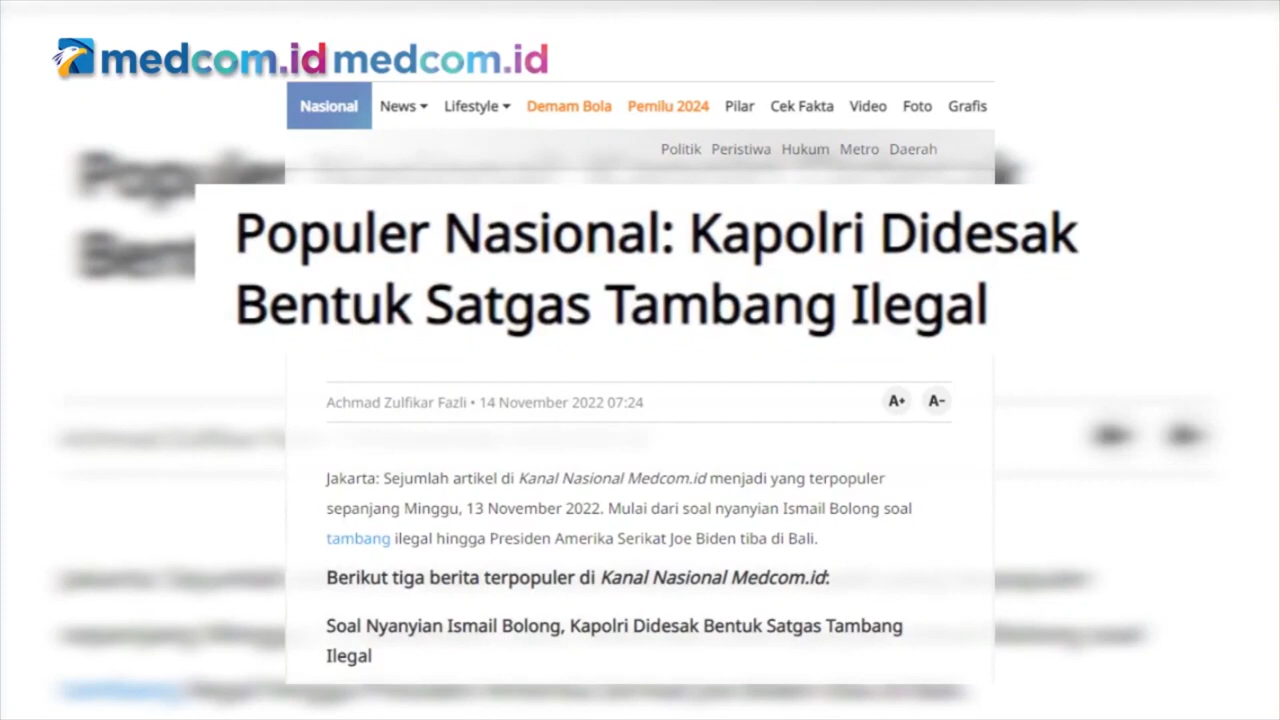 medcom.id medcom.id
Nasional News Lifestyle Demam Bola Pemilu 2024 Pilar Cek Fakta Video Foto Grafis
Politik Peristiwa Hukum Metro Daerah
Populer Nasional: Kapolri Didesak
Bentuk Satgas Tambang Ilegal
Achmad Zulfikar Fazli • 14 November 2022 07:24 A+ A-
Jakarta: Sejumlah artikel di Kanal Nasional Medcom.id menjadi yang terpopuler
sepanjang Minggu, 13 November 2022. Mulai dari soal nyanyian Ismail Bolong soal
tambang ilegal hingga Presiden Amerika Serikat Joe Biden tiba di Bali.
Berikut tiga berita terpopuler di Kanal Nasional Medcom.id:
Soal Nyanyian Ismail Bolong, Kapolri Didesak Bentuk Satgas Tambang
Ilegal